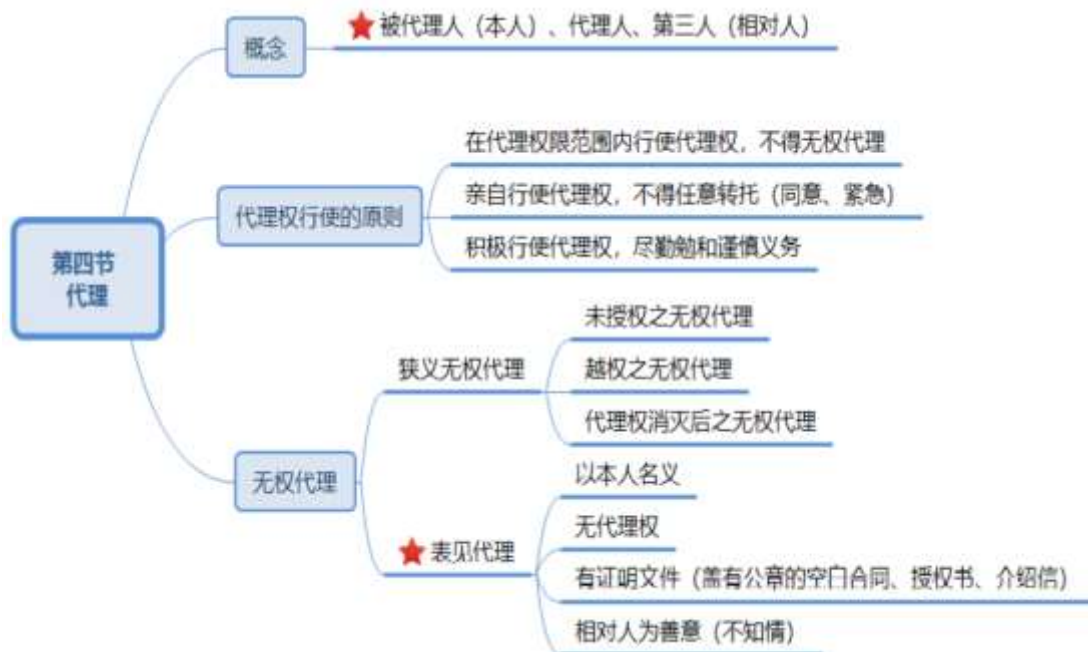 概念
被代理人（本人）、代理人、第三人（相对人）
第四节
代理
代理权行使的原则
在代理权限范围内行使代理权，不得无权代理
亲自行使代理权，不得任意转托（同意、紧急）
积极行使代理权，尽勤勉和谨慎义务
无权代理
狭义无权代理
未授权之无权代理
越权之无权代理
代理权消灭后之无权代理
表见代理
以本人名义
无代理权
有证明文件（盖有公章的空白合同、授权书、介绍信）
相对人为善意（不知情）